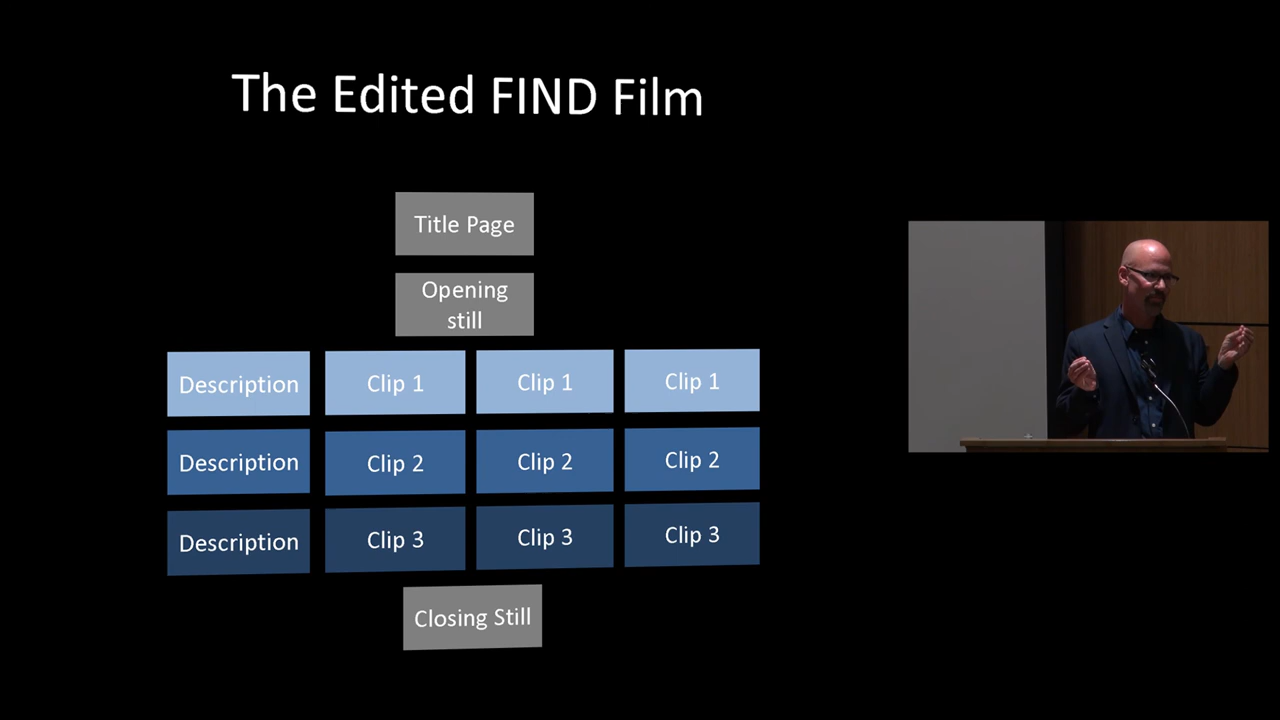 The Edited FIND Film
Title Page
Opening
still
Description Clip 1 Clip 1 Clip 1
Description Clip 2 Clip 2 Clip 2
Description Clip 3 Clip 3 Clip 3
Closing Still